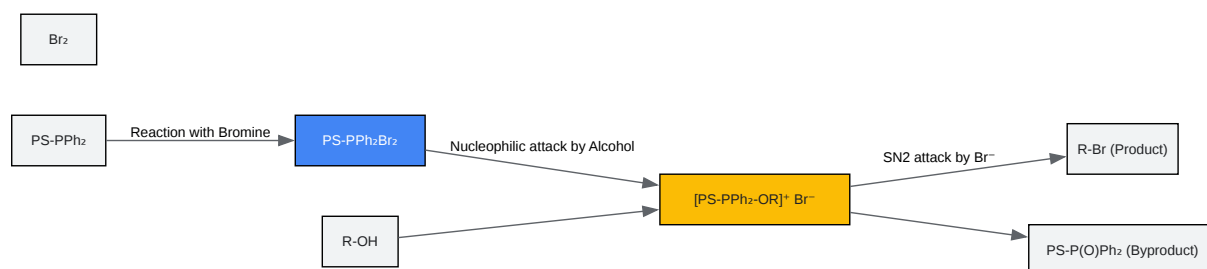 Br₂
PS-PPh₂
Reaction with Bromine
PS-PPh₂Br₂
Nucleophilic attack by Alcohol
R-OH
[PS-PPh₂-OR]⁺ Br⁻
SN2 attack by Br⁻
R-Br (Product)
PS-P(O)Ph₂ (Byproduct)